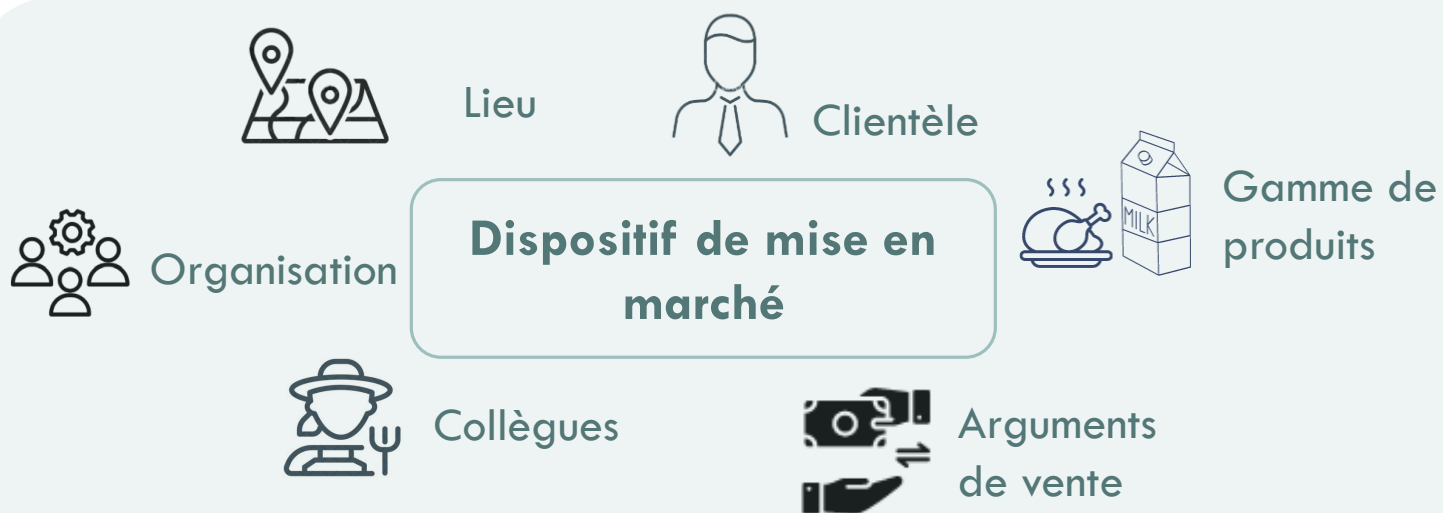 Lieu
Clientèle
Gamme de
produits
MILK
Dispositif de mise en
marché
Organisation
Collègues
Arguments
de vente